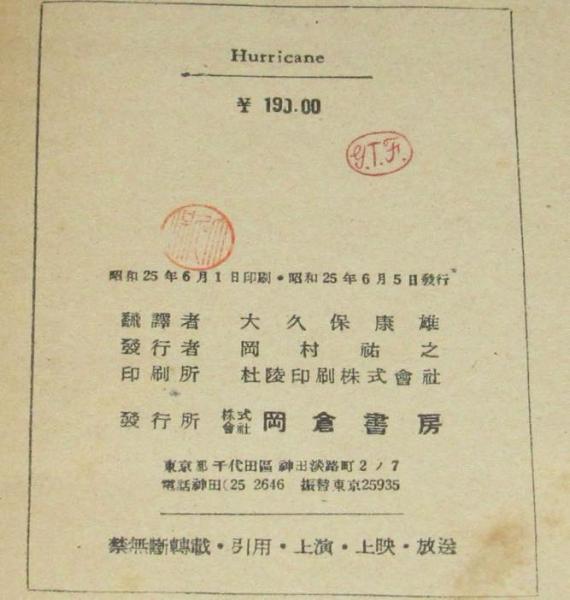 Hurricane
¥ 190.00
G.T.F.
昭和25年6月1日印刷・昭和25年6月5日發行
翻譯者 大久保康雄
發行者 岡村祐之
印刷所 杜陵印刷株式會社
發行所 株式會社 岡倉書房
東京都千代田區神田淡路町2ノ7
電話神田(25 2646 振替東京25935
禁無斷轉載・引用・上演・上映・放送